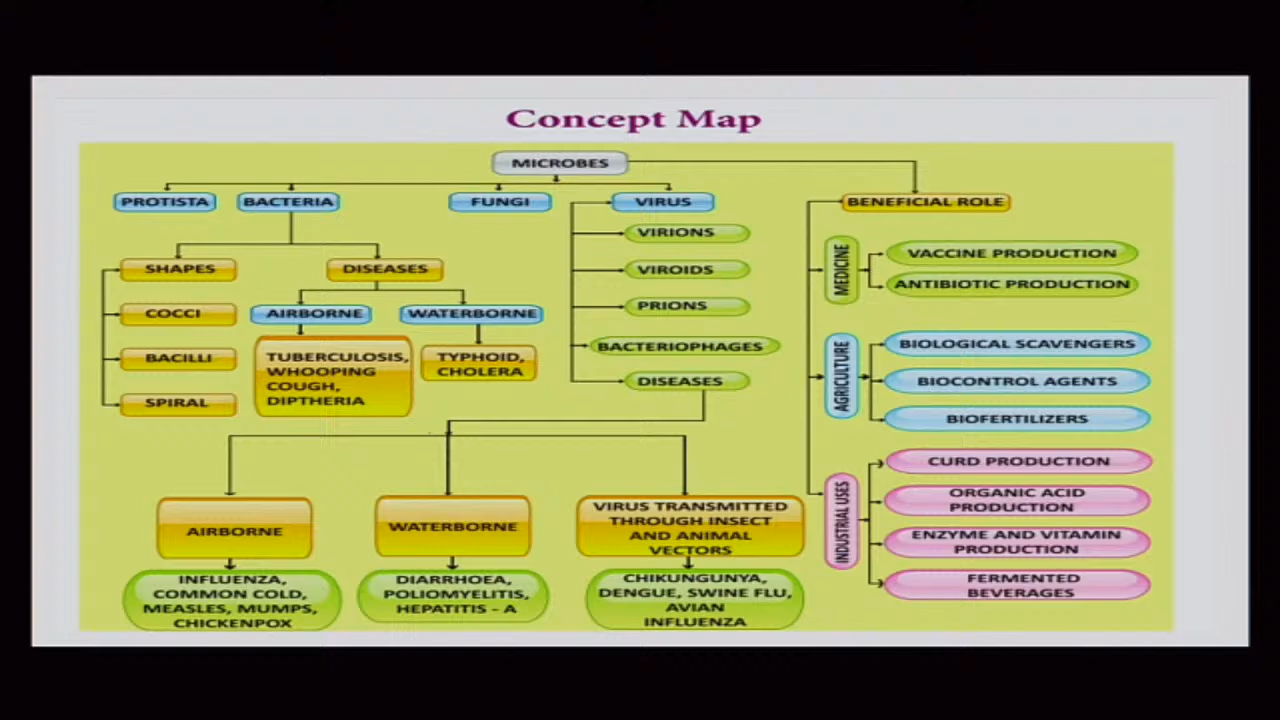 Concept Map
MICROBES
PROTISTA
BACTERIA
FUNGI
VIRUS
BENEFICIAL ROLE
SHAPES
COCCI
BACILLI
SPIRAL
DISEASES
AIRBORNE
WATERBORNE
TUBERCULOSIS,
WHOOPING
COUGH,
DIPTHERIA
TYPHOID,
CHOLERA
VIRIONS
VIROIDS
PRIONS
BACTERIOPHAGES
DISEASES
AIRBORNE
INFLUENZA,
COMMON COLD,
MEASLES, MUMPS,
CHICKENPOX
WATERBORNE
DIARRHOEA,
POLIOMYELITIS,
HEPATITIS - A
VIRUS TRANSMITTED
THROUGH INSECT
AND ANIMAL
VECTORS
CHIKUNGUNYA,
DENGUE, SWINE FLU,
AVIAN
INFLUENZA
MEDICINE
VACCINE PRODUCTION
ANTIBIOTIC PRODUCTION
AGRICULTURE
BIOLOGICAL SCAVENGERS
BIOCONTROL AGENTS
BIOFERTILIZERS
INDUSTRIAL USES
CURD PRODUCTION
ORGANIC ACID
PRODUCTION
ENZYME AND VITAMIN
PRODUCTION
FERMENTED
BEVERAGES